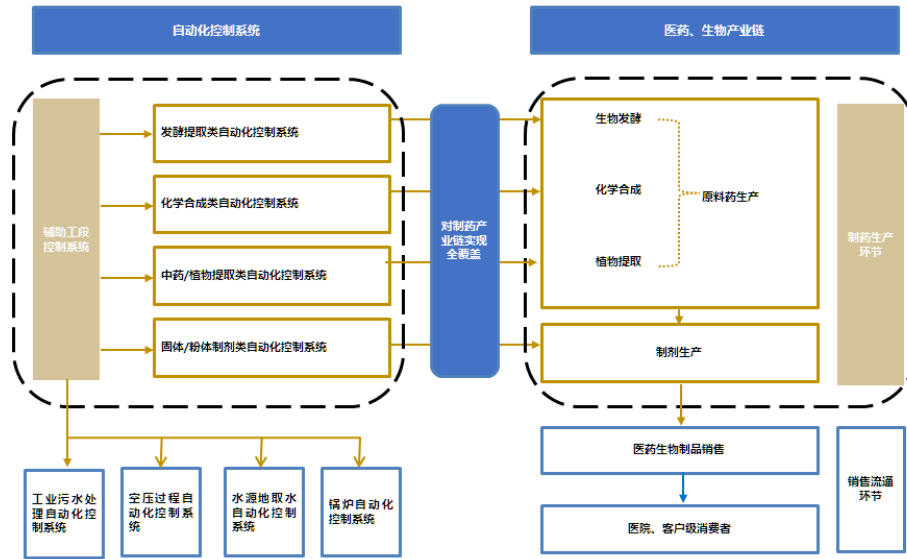 自动化控制系统
医药、生物产业链
辅助工段
控制系统
发酵提取类自动化控制系统
化学合成类自动化控制系统
中药/植物提取类自动化控制系统
固体/粉体制剂类自动化控制系统
对制药产
业链实现
全覆盖
生物发酵
化学合成
植物提取
原料药生产
制剂生产
制药生产
环节
工业污水处
理自动化控
制系统
空压过程自
动化控制系
统
水源地取水
自动化控制
系统
锅炉自动化
控制系统
医药生物制品销售
医院、客户级消费者
销售流通
环节